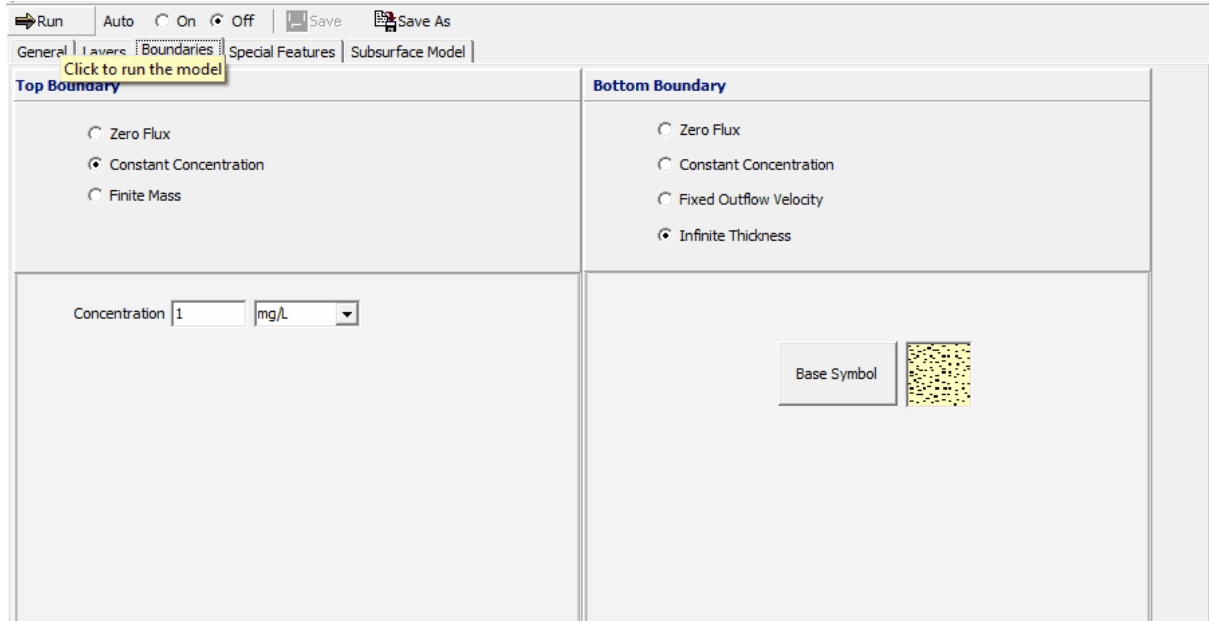 Run Auto On Off Save Save As
General Layers Boundaries Special Features Subsurface Model
Click to run the model
Top Boundary
Zero Flux
Constant Concentration
Finite Mass
Concentration 1 mg/L
Bottom Boundary
Zero Flux
Constant Concentration
Fixed Outflow Velocity
Infinite Thickness
Base Symbol